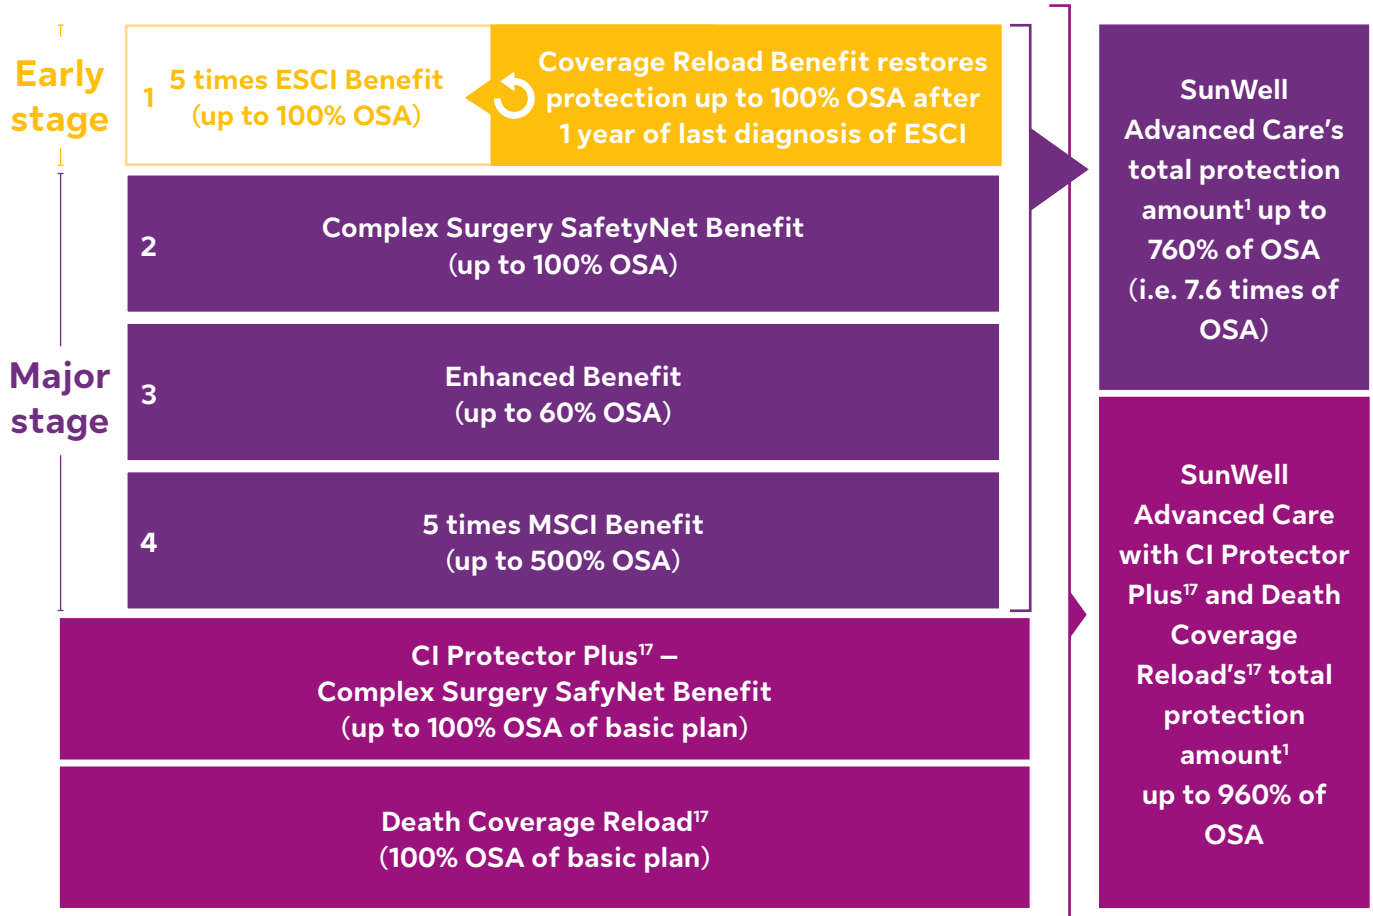 Early
stage
1
5 times ESCI Benefit
(up to 100% OSA)
Coverage Reload Benefit restores
protection up to 100% OSA after
1 year of last diagnosis of ESCI
Major
stage
2
Complex Surgery SafetyNet Benefit
(up to 100% OSA)
3
Enhanced Benefit
(up to 60% OSA)
4
5 times MSCI Benefit
(up to 500% OSA)
CI Protector Plus17 –
Complex Surgery SafyNet Benefit
(up to 100% OSA of basic plan)
Death Coverage Reload17
(100% OSA of basic plan)
SunWell
Advanced Care’s
total protection
amount1 up to
760% of OSA
(i.e. 7.6 times of
OSA)
SunWell
Advanced Care
with CI Protector
Plus17 and Death
Coverage
Reload’s17 total
protection
amount1
up to 960% of
OSA